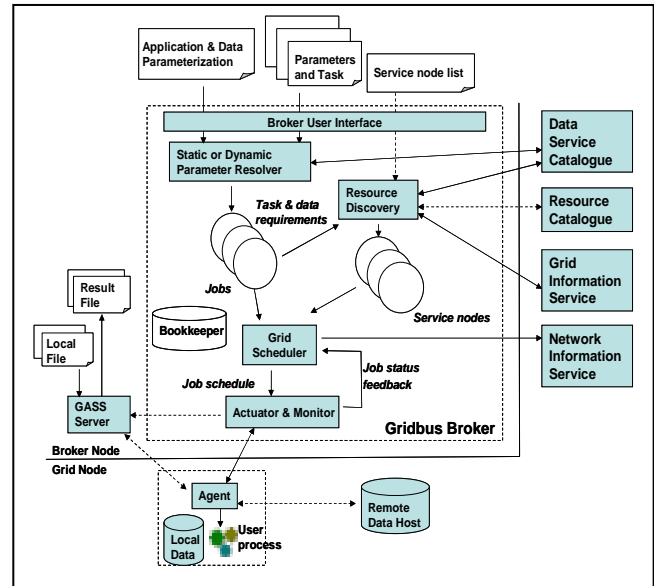 Application & Data
Parameterization
Parameters
and Task
Service node list
Broker User Interface
Static or Dynamic
Parameter Resolver
Resource
Discovery
Data
Service
Catalogue
Task & data
requirements
Resource
Catalogue
Jobs
Grid
Information
Service
Result
File
Service nodes
Bookkeeper
Local
File
Grid
Scheduler
Network
Information
Service
Job schedule
Job status
feedback
GASS
Server
Actuator & Monitor
Gridbus Broker
Broker Node
Grid Node
Agent
Remote
Data Host
Local
Data
User
process